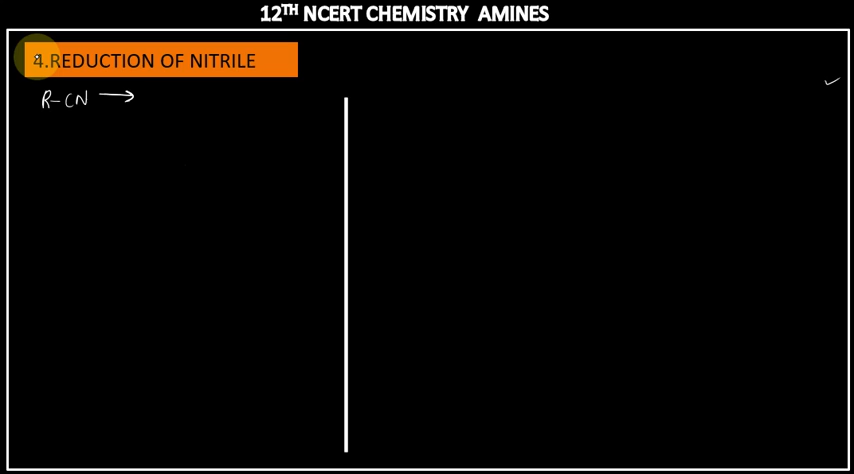 12TH NCERT CHEMISTRY AMINES
4.REDUCTION OF NITRILE
R-CN →